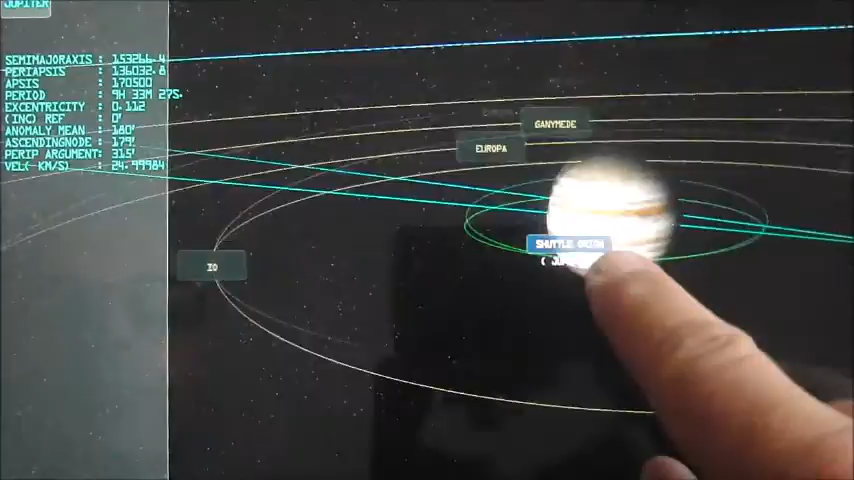 JUPITER
SEMIMAJORAXIS : 153266.4
PERIAPSIS : 136032.8
APSIS : 170500
PERIOD : 9H 33M 27S
EXCENTRICITY : 0.112
(INC) REF : 0°
ANOMALY MEAN : 180°
ASCENDINGNODE : 179°
PERIP ARGUMENT: 315°
VEL( KM/S) : 24.99984
GANYMEDE
EUROPA
SHUTTLE ORION
IO